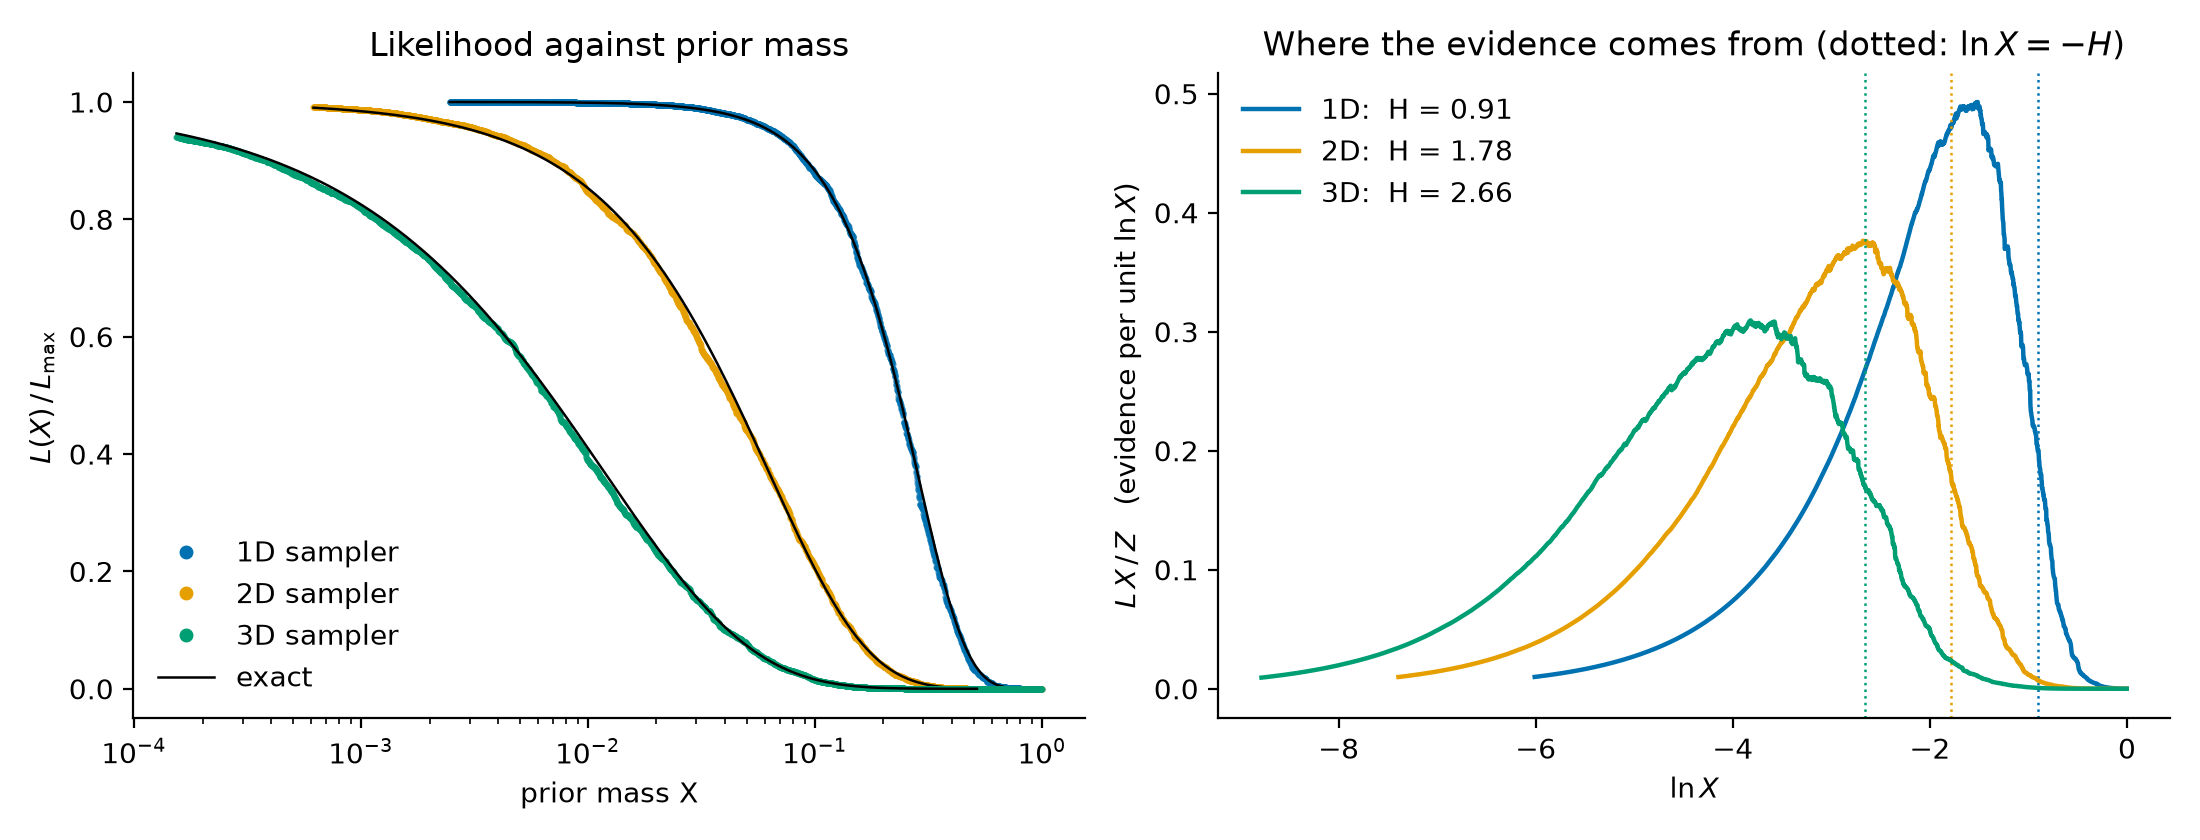 Likelihood against prior mass
L(X) / Lmax
1.0
0.8
0.6
0.4
0.2
0.0
1D sampler
2D sampler
3D sampler
exact
10⁻⁴
10⁻³
10⁻²
10⁻¹
10⁰
prior mass X
Where the evidence comes from (dotted: ln X = −H)
L X / Z (evidence per unit ln X)
0.5
0.4
0.3
0.2
0.1
0.0
1D: H = 0.91
2D: H = 1.78
3D: H = 2.66
−8
−6
−4
−2
0
ln X